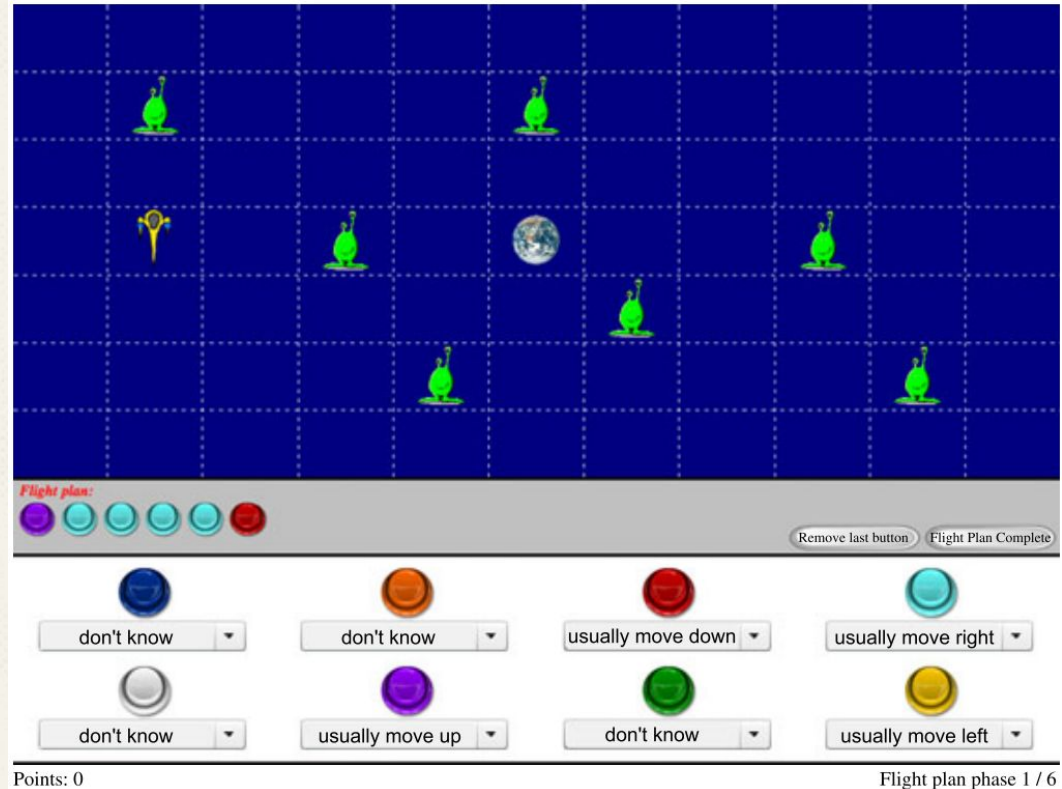 Flight plan:
Remove last button Flight Plan Complete
don't know don't know usually move down usually move right
don't know usually move up don't know usually move left
Points: 0 Flight plan phase 1 / 6